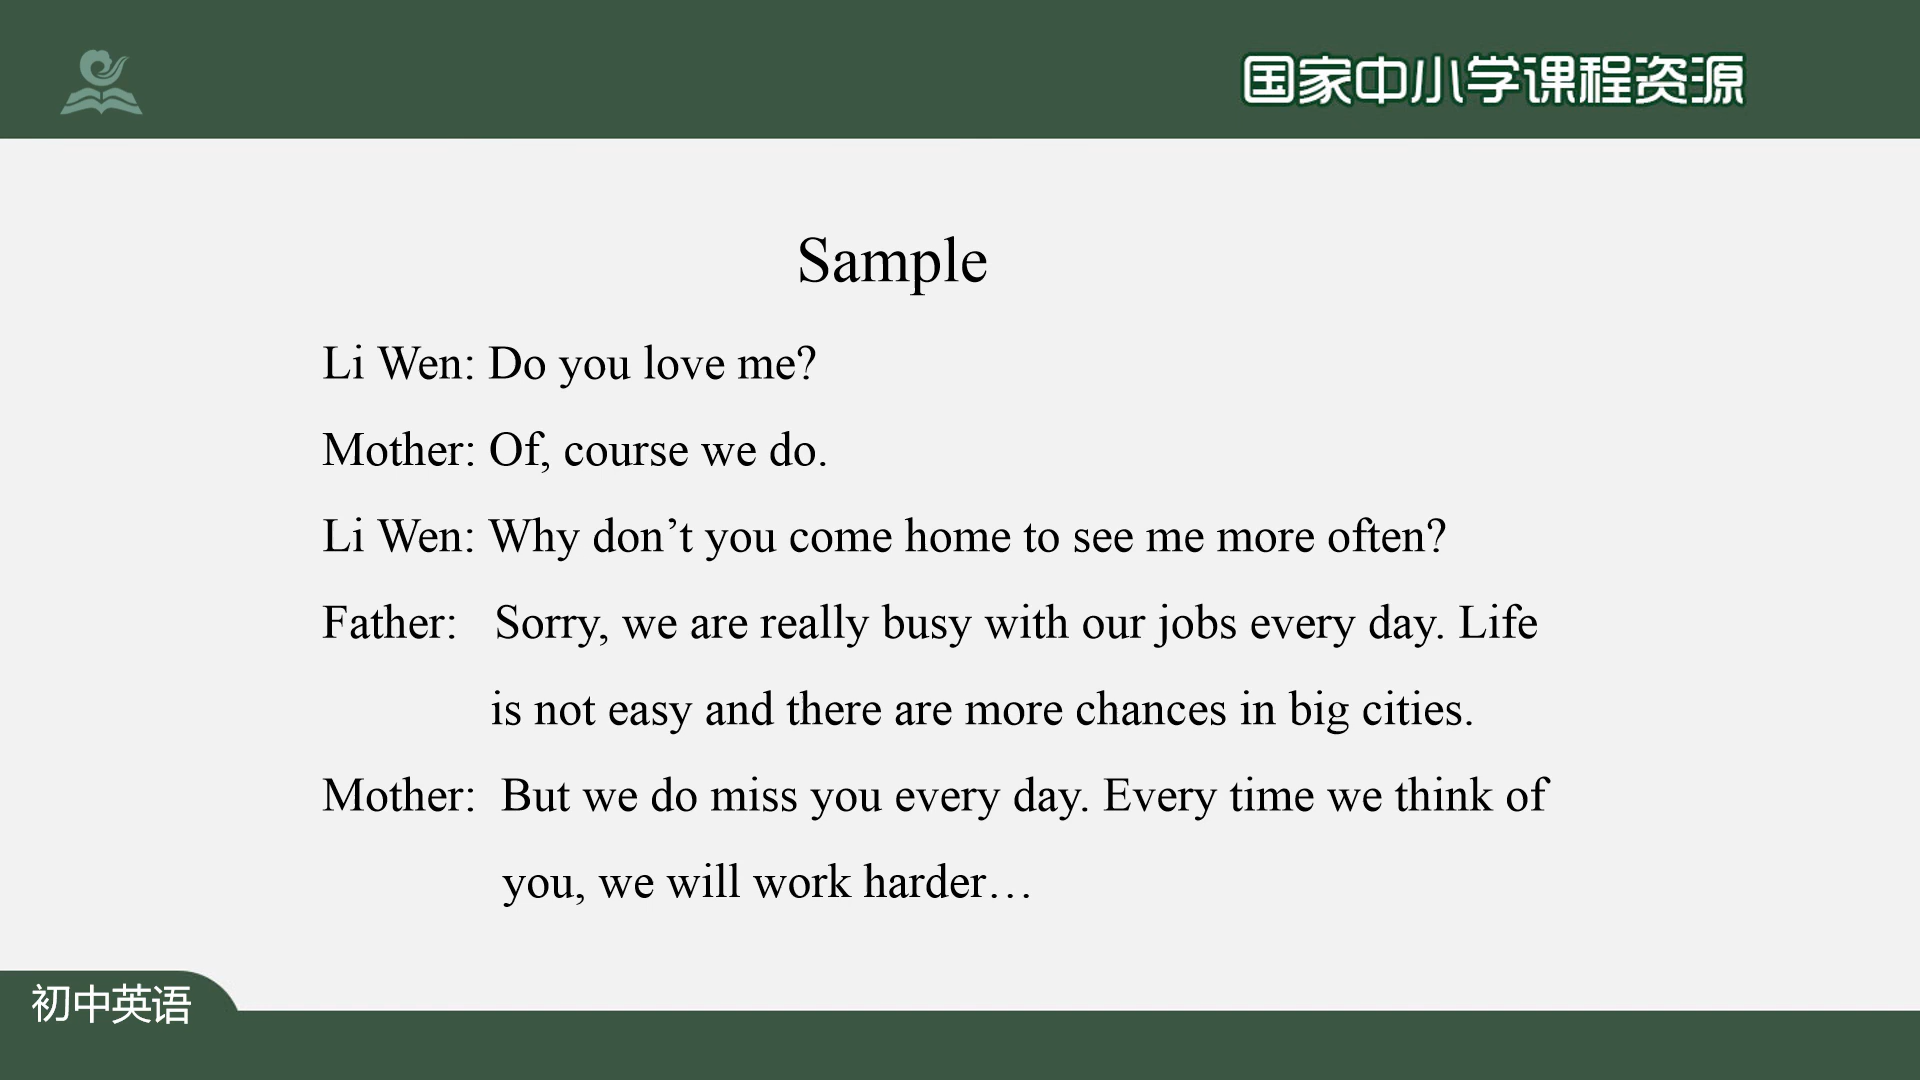 国家中小学课程资源
Sample
Li Wen: Do you love me?
Mother: Of, course we do.
Li Wen: Why don’t you come home to see me more often?
Father: Sorry, we are really busy with our jobs every day. Life
is not easy and there are more chances in big cities.
Mother: But we do miss you every day. Every time we think of
you, we will work harder…
初中英语